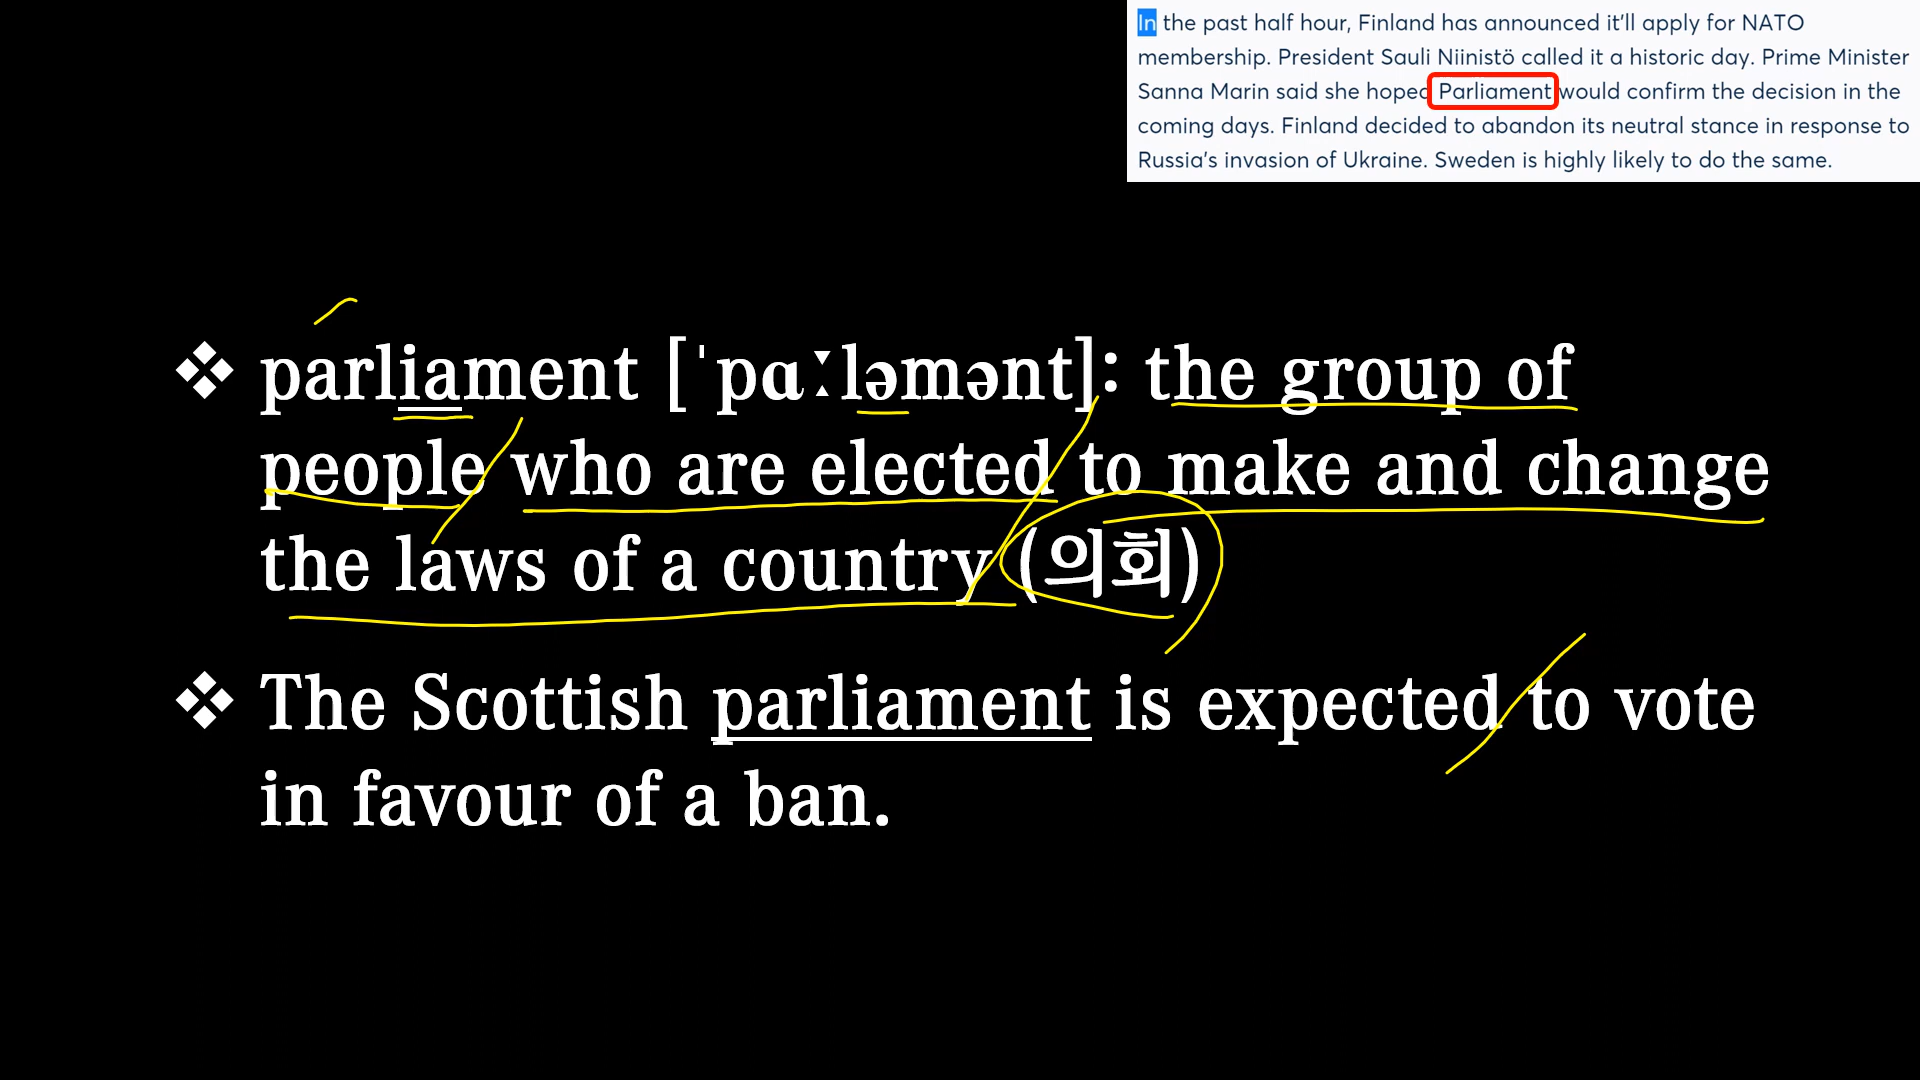 In the past half hour, Finland has announced it'll apply for NATO
membership. President Sauli Niinistö called it a historic day. Prime Minister
Sanna Marin said she hoped Parliament would confirm the decision in the
coming days. Finland decided to abandon its neutral stance in response to
Russia's invasion of Ukraine. Sweden is highly likely to do the same.
❖ parliament [ˈpɑːləmənt]: the group of
people who are elected to make and change
the laws of a country (의회)
❖ The Scottish parliament is expected to vote
in favour of a ban.